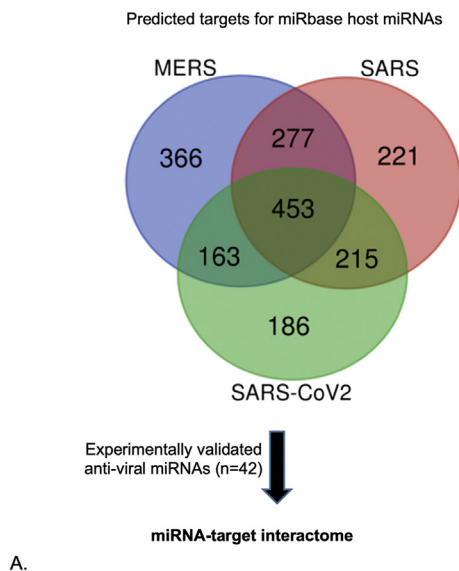 Predicted targets for miRbase host miRNAs
MERS
SARS
277
366
221
453
163
215
186
SARS-CoV2
Experimentally validated
anti-viral miRNAs (n=42)
miRNA-target interactome
A.